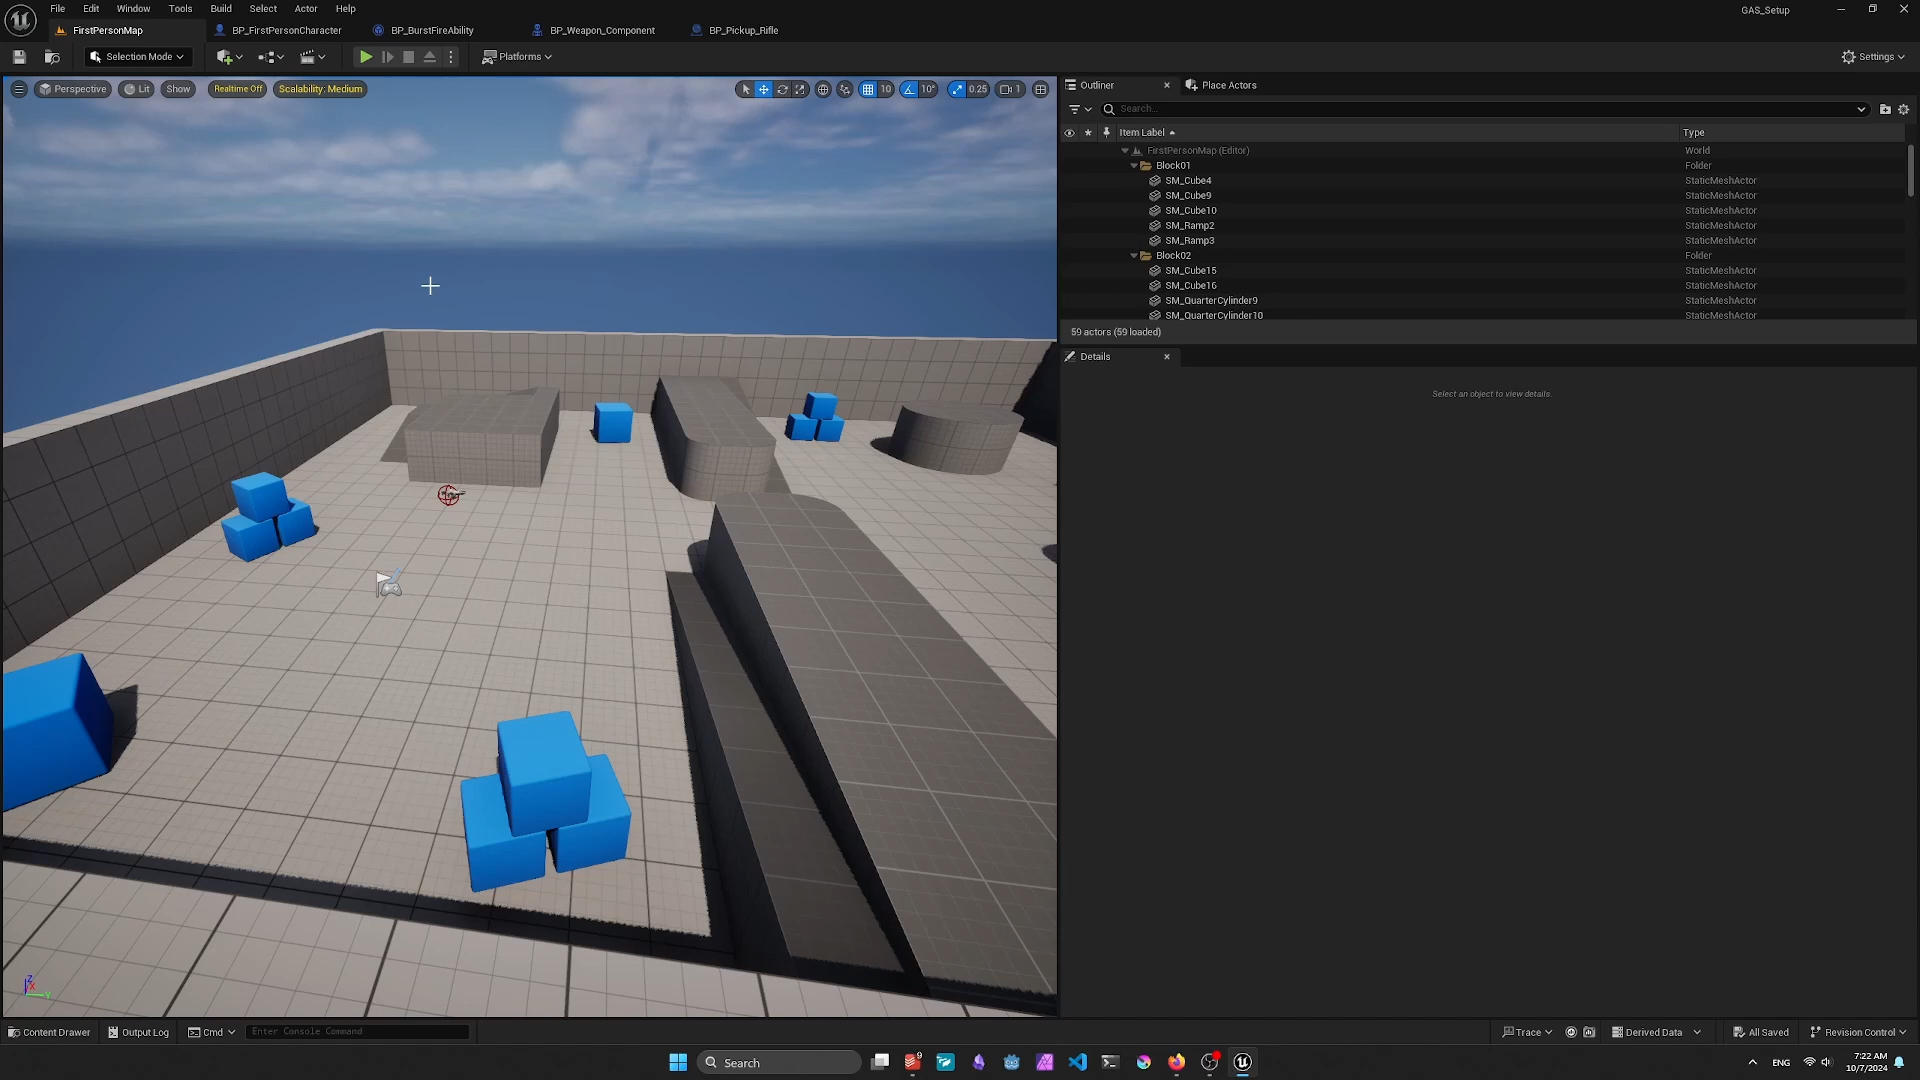 File Edit Window Tools Build Select Actor Help
GAS_Setup
FirstPersonMap BP_FirstPersonCharacter BP_BurstFireAbility BP_Weapon_Component BP_Pickup_Rifle
Selection Mode Platforms Settings
Perspective Lit Show Realtime Off Scalability: Medium 10 10° 0.25 1
Outliner Place Actors
Search...
Item Label Type
FirstPersonMap (Editor) World
Block01 Folder
SM_Cube4 StaticMeshActor
SM_Cube9 StaticMeshActor
SM_Cube10 StaticMeshActor
SM_Ramp2 StaticMeshActor
SM_Ramp3 StaticMeshActor
Block02 Folder
SM_Cube15 StaticMeshActor
SM_Cube16 StaticMeshActor
SM_QuarterCylinder9 StaticMeshActor
SM_QuarterCylinder10 StaticMeshActor
59 actors (59 loaded)
Details
Select an object to view details.
Z
X
Y
Content Drawer Output Log Cmd Enter Console Command Trace Derived Data All Saved Revision Control
Search 9 ENG 7:22 AM
10/7/2024